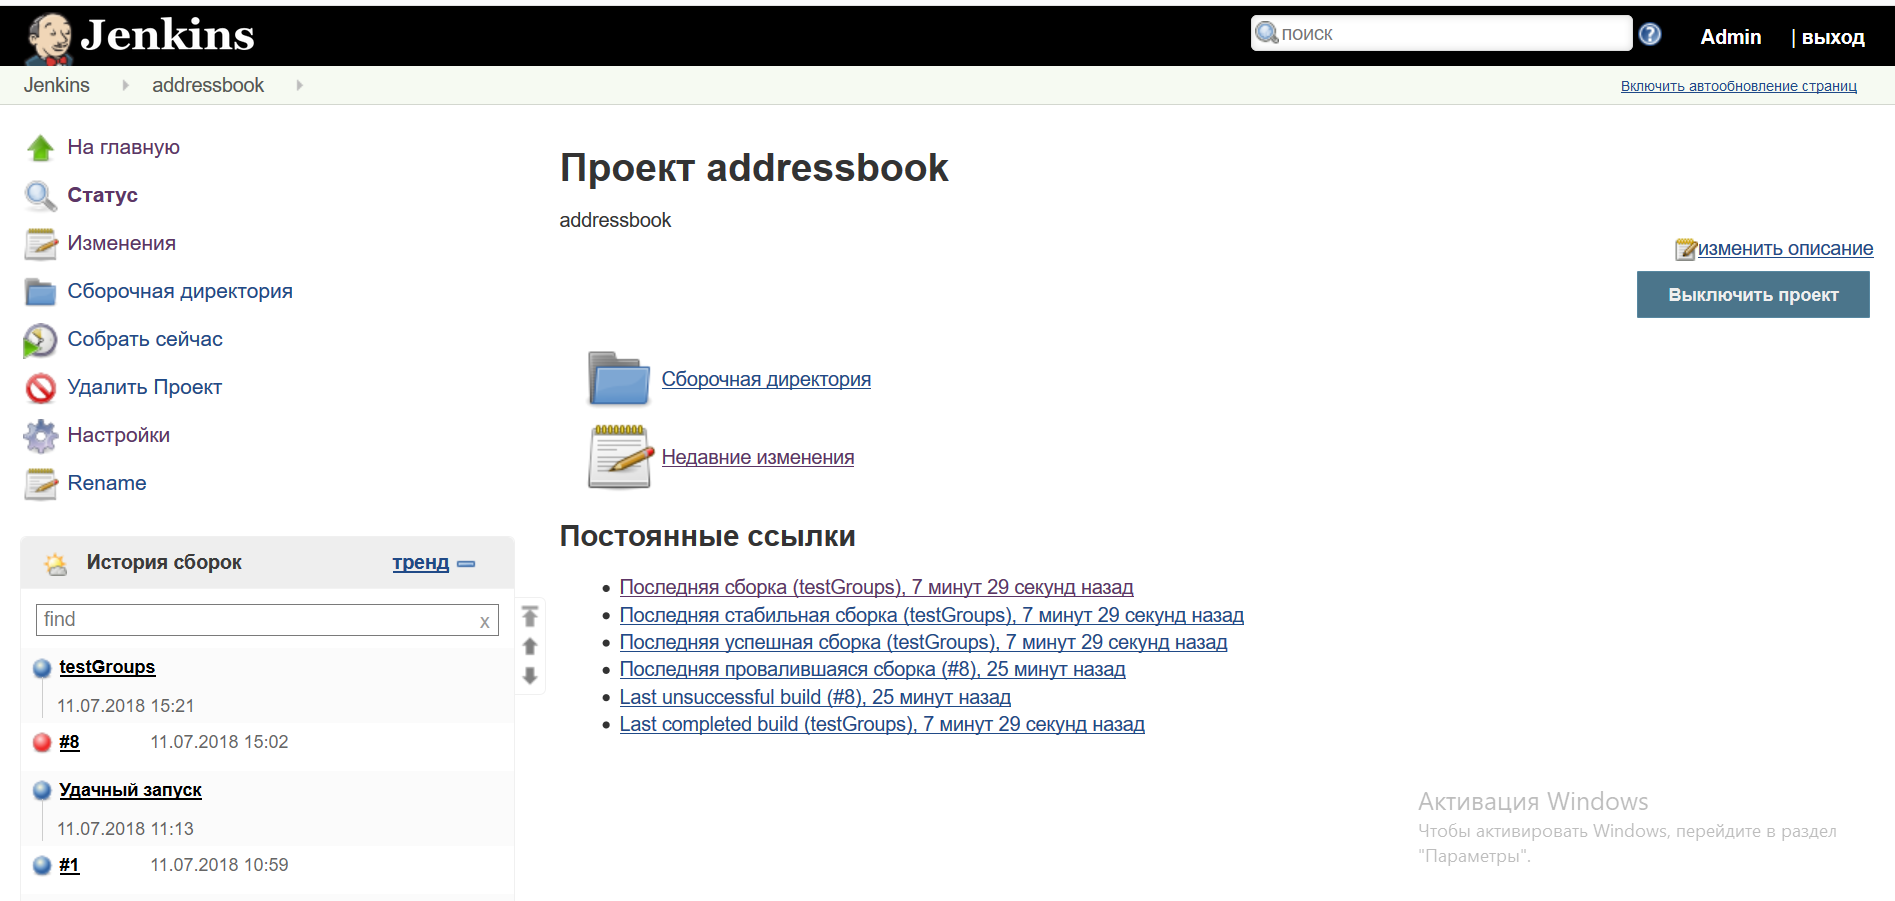 Jenkins
поиск
Admin
| выход
Jenkins
addressbook
Включить автообновление страниц
На главную
Статус
Изменения
Сборочная директория
Собрать сейчас
Удалить Проект
Настройки
Rename
История сборок
тренд
find
x
testGroups
11.07.2018 15:21
#8 11.07.2018 15:02
Удачный запуск
11.07.2018 11:13
#1 11.07.2018 10:59
Проект addressbook
addressbook
изменить описание
Выключить проект
Сборочная директория
Недавние изменения
Постоянные ссылки
Последняя сборка (testGroups), 7 минут 29 секунд назад
Последняя стабильная сборка (testGroups), 7 минут 29 секунд назад
Последняя успешная сборка (testGroups), 7 минут 29 секунд назад
Последняя провалившаяся сборка (#8), 25 минут назад
Last unsuccessful build (#8), 25 минут назад
Last completed build (testGroups), 7 минут 29 секунд назад
Активация Windows
Чтобы активировать Windows, перейдите в раздел
"Параметры".